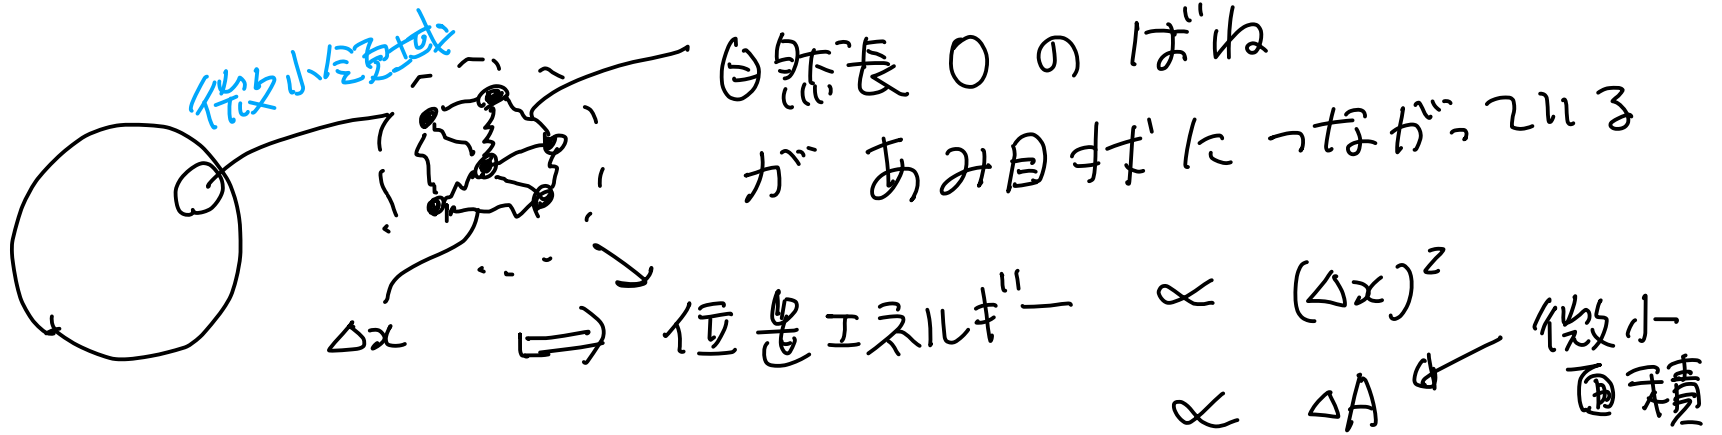 微小領域
自然長 0 の ばね
が あみ目状に つながっている
Δx
⇒ 位置エネルギー ∝ (Δx)²
∝ ΔA ← 微小
面積